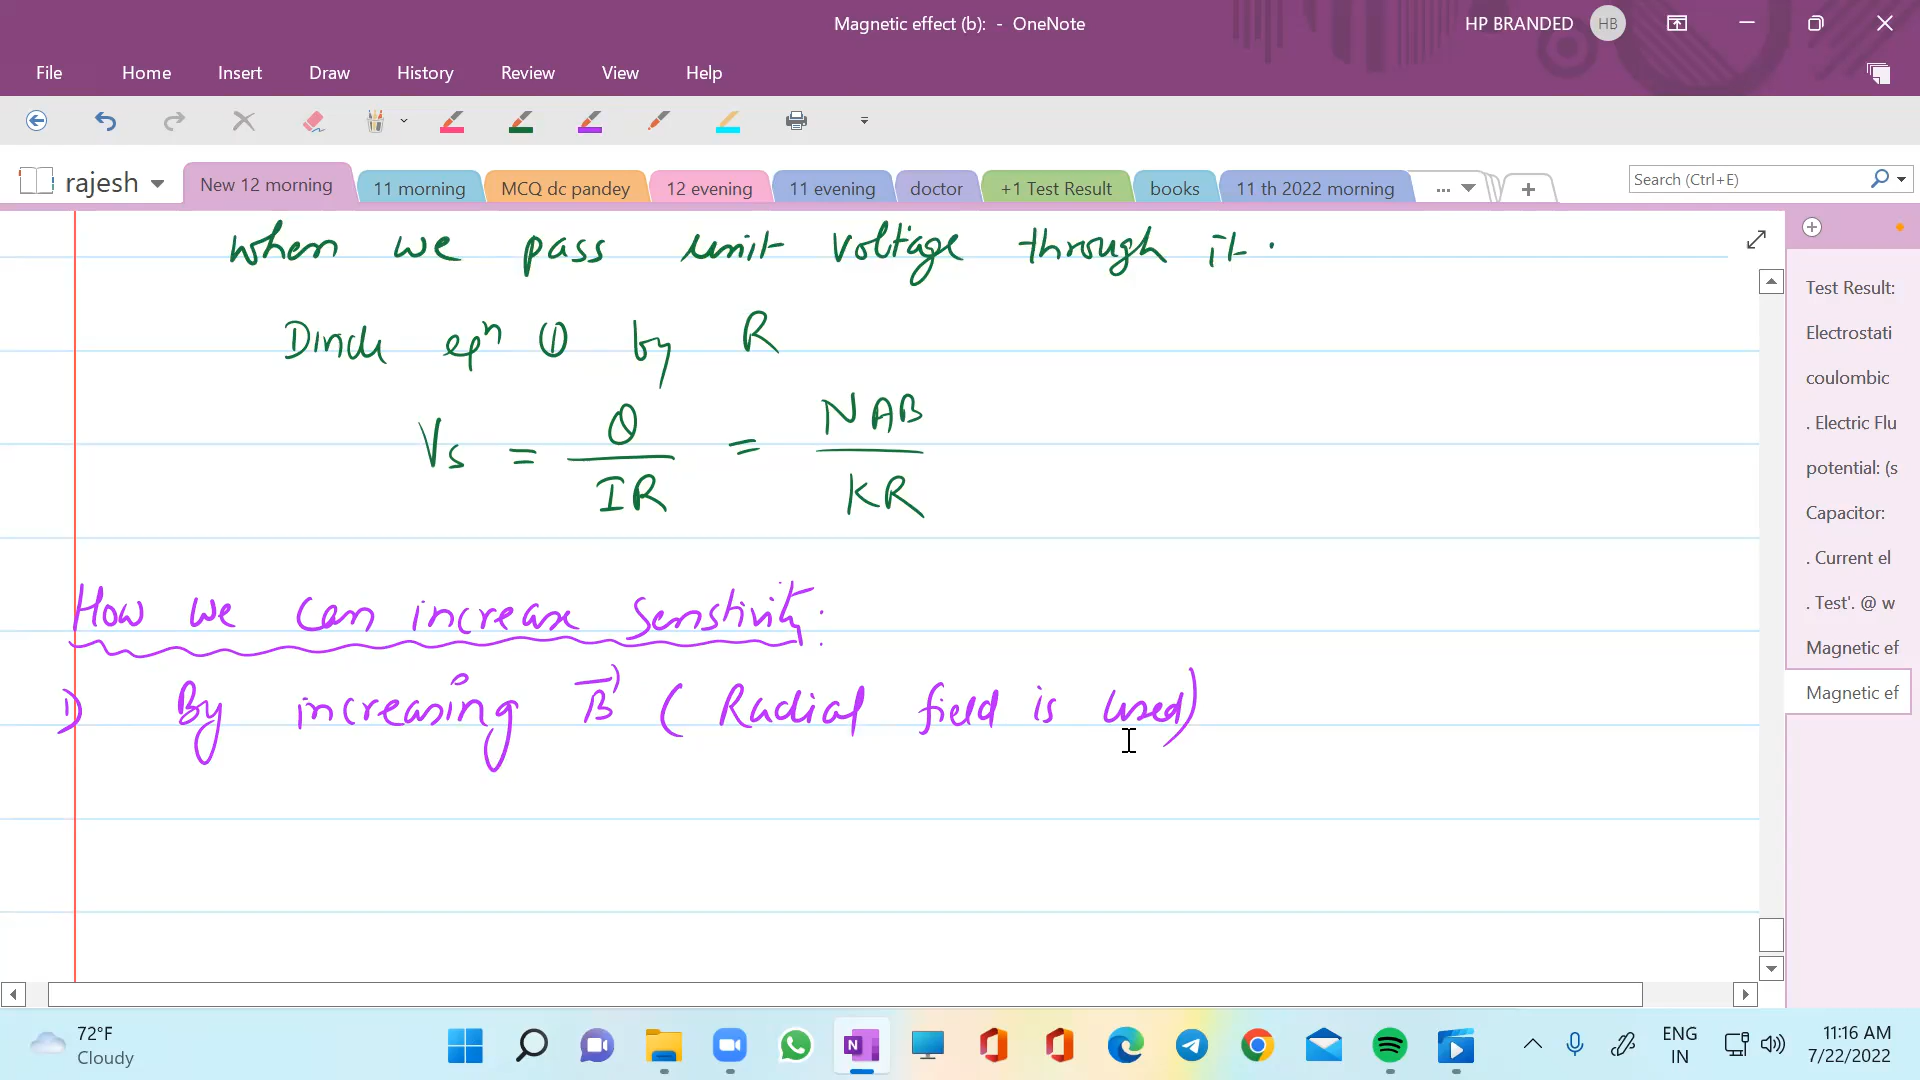 Magnetic effect (b): - OneNote
HP BRANDED HB
File Home Insert Draw History Review View Help
rajesh New 12 morning 11 morning MCQ dc pandey 12 evening 11 evening doctor +1 Test Result books 11 th 2022 morning ... Search (Ctrl+E)
when we pass unit voltage through it.
by R
Vs = θ / IR = NAB / KR
How we can increase Senstivity:
1) By increasing B⃗ (Radial field is used)
Test Result:
Electrostati
coulombic
. Electric Flu
potential: (s
Capacitor:
. Current el
. Test'. @ w
Magnetic ef
Magnetic ef
72°F
Cloudy
ENG
IN
11:16 AM
7/22/2022